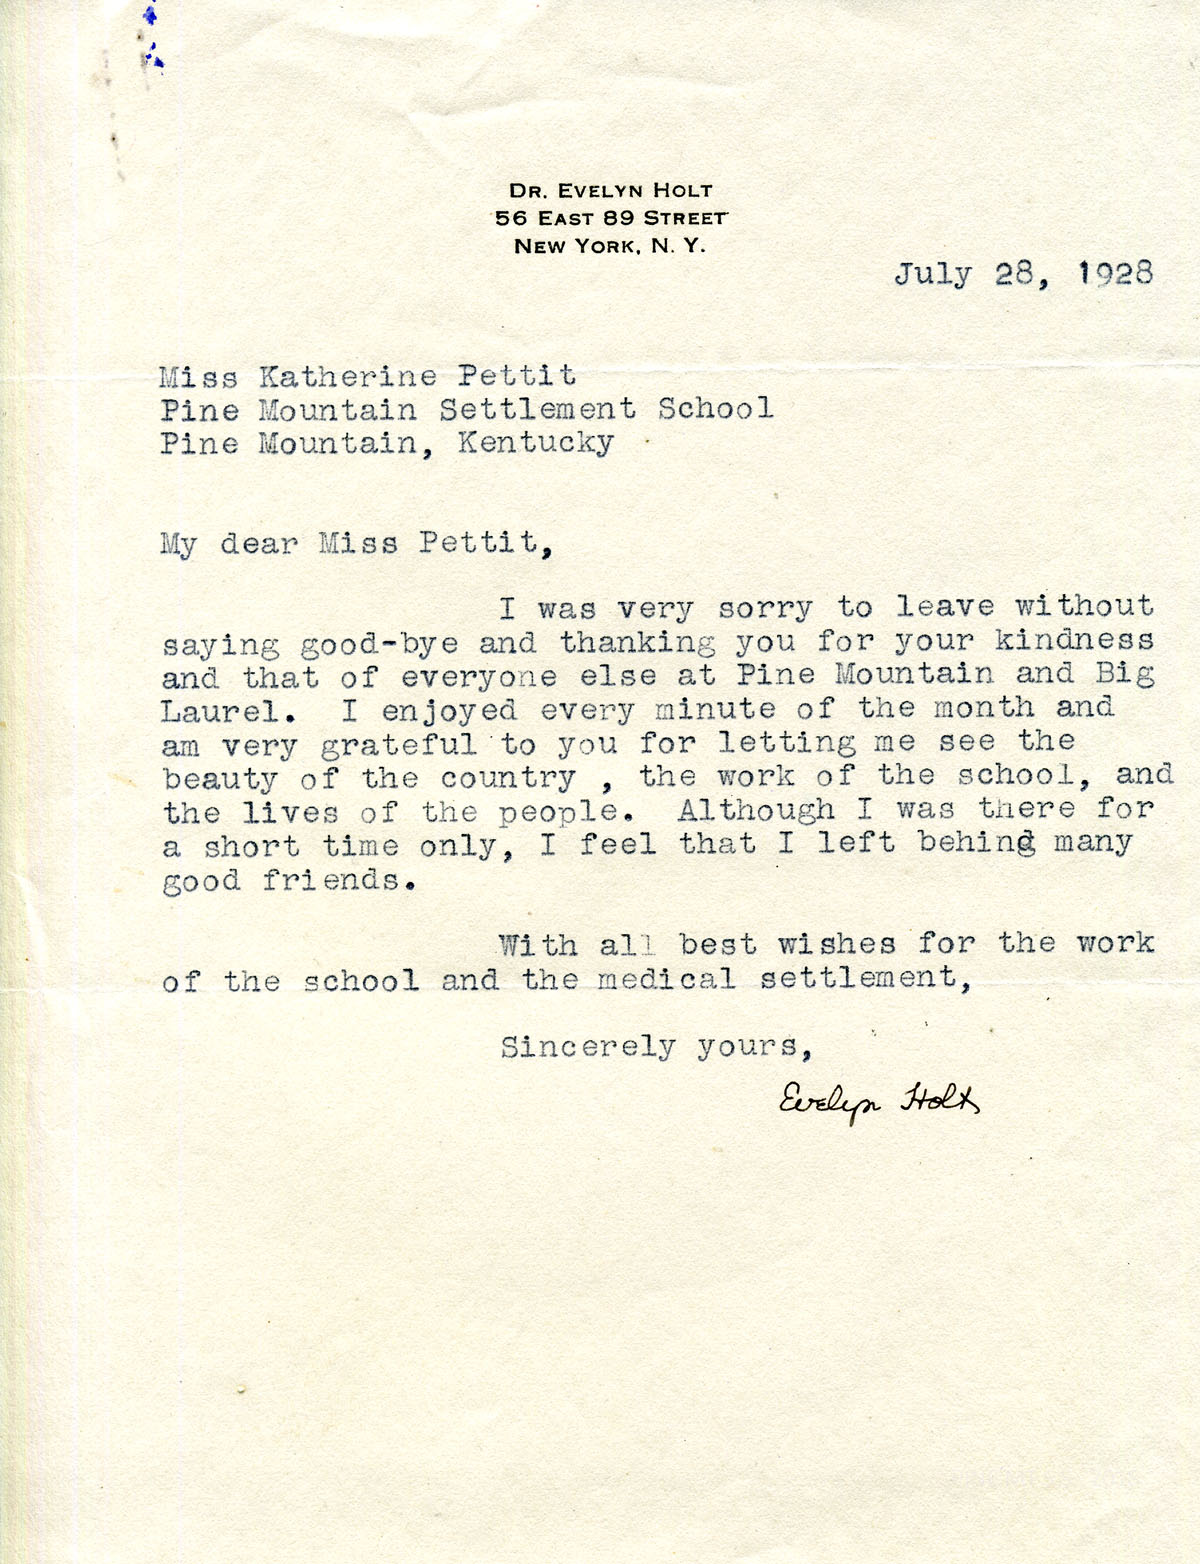 Dr. Evelyn Holt
56 East 89 Street
New York, N. Y.
July 28, 1928
Miss Katherine Pettit
Pine Mountain Settlement School
Pine Mountain, Kentucky
My dear Miss Pettit,
I was very sorry to leave without
saying good-bye and thanking you for your kindness
and that of everyone else at Pine Mountain and Big
Laurel. I enjoyed every minute of the month and
am very grateful to you for letting me see the
beauty of the country , the work of the school, and
the lives of the people. Although I was there for
a short time only, I feel that I left behind many
good friends.
With all best wishes for the work
of the school and the medical settlement,
Sincerely yours,
Evelyn Holt